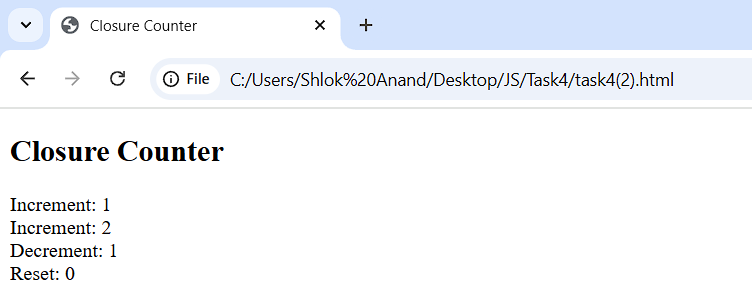 Closure Counter
File C:/Users/Shlok%20Anand/Desktop/JS/Task4/task4(2).html
Closure Counter
Increment: 1
Increment: 2
Decrement: 1
Reset: 0